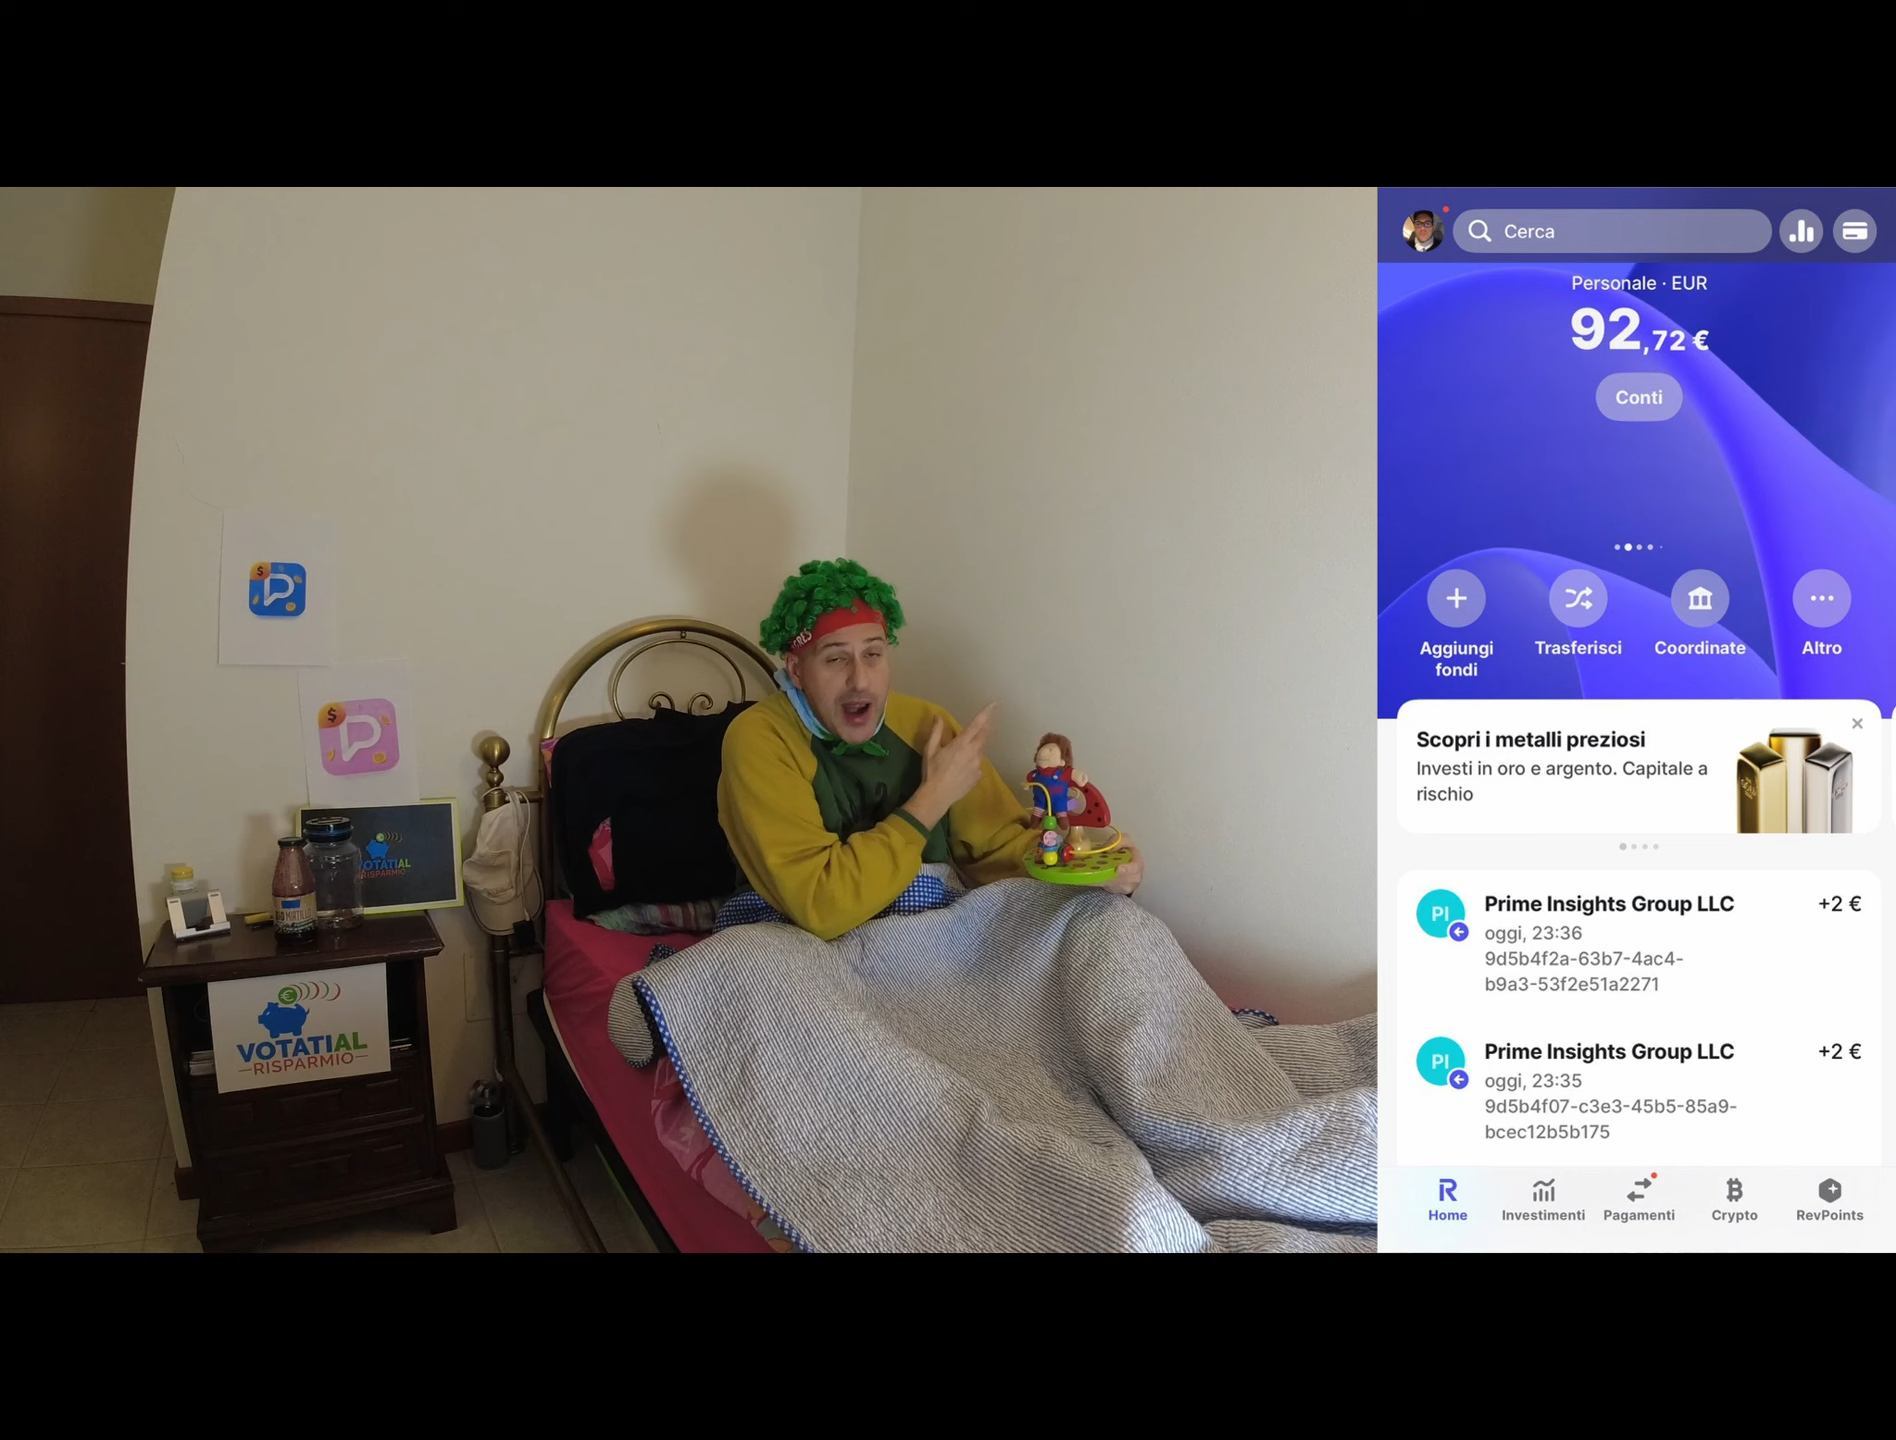 $
P
$
P
VOTATIAL
RISPARMIO
VOTATIAL
RISPARMIO
Cerca
Personale · EUR
92,72 €
Conti
Aggiungi
fondi
Trasferisci
Coordinate
Altro
Scopri i metalli preziosi
Investi in oro e argento. Capitale a
rischio
PI
Prime Insights Group LLC
+2 €
oggi, 23:36
9d5b4f2a-63b7-4ac4-
b9a3-53f2e51a2271
PI
Prime Insights Group LLC
+2 €
oggi, 23:35
9d5b4f07-c3e3-45b5-85a9-
bcec12b5b175
Home
Investimenti
Pagamenti
Crypto
RevPoints